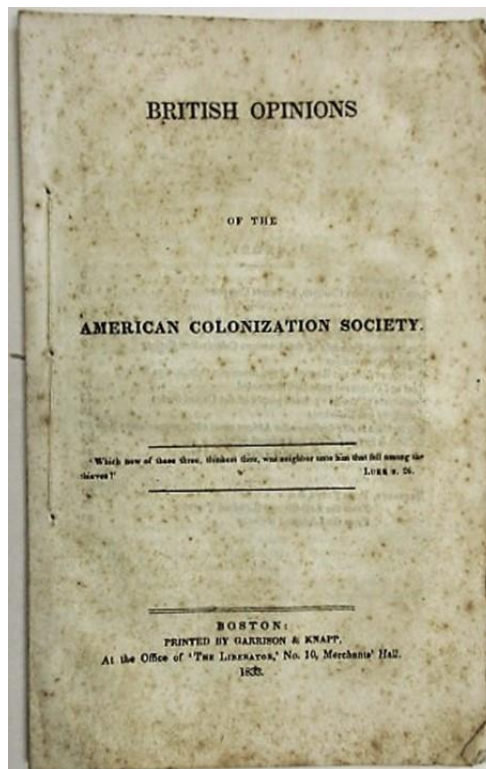 BRITISH OPINIONS
OF THE
AMERICAN COLONIZATION SOCIETY.
'Which now of these three, thinkest thou, was neighbor unto him that fell among the
thieves?' LUKE x. 36.
BOSTON:
PRINTED BY GARRISON & KNAPP,
At the Office of 'THE LIBERATOR,' No. 10, Merchants' Hall.
1833.